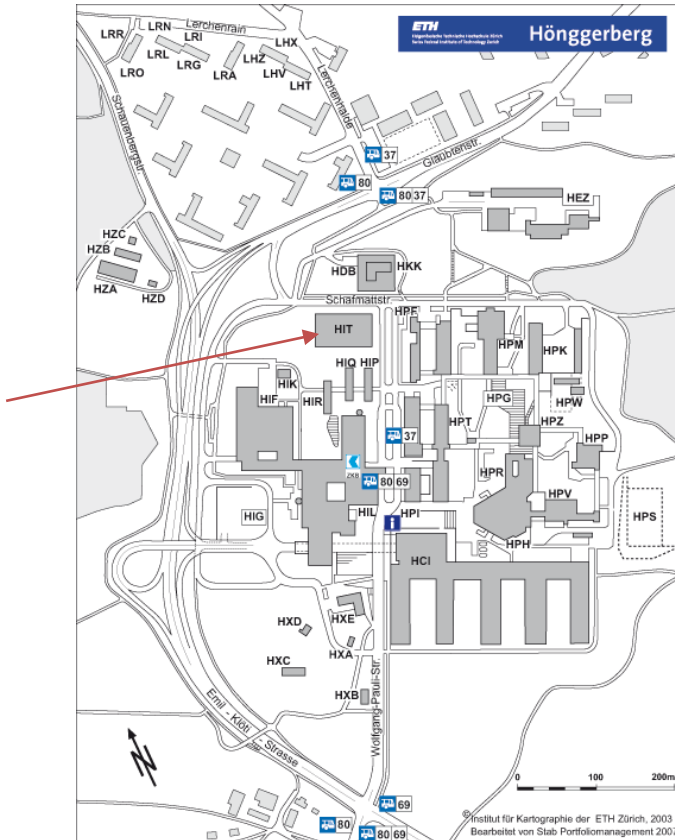 ETH
Eidgenössische Technische Hochschule Zürich
Swiss Federal Institute of Technology Zurich
Hönggerberg
LRR
LRN
LRI
Lerchenrain
LRO
LRL
LRG
LRA
LHZ
LHX
LHV
LHT
Lerchenhalde
Schauenbergstr.
37
Glaubtenstr.
80
80 37
HEZ
HZC
HZB
HZA
HZD
HDB
HKK
Schafmattstr.
HIT
HPF
HPM
HPK
HIQ
HIP
HIK
HIF
HIR
HPG
HPW
HPT
HPZ
37
HPP
ZKB
80 69
HPR
HPV
HIL
HPI
HIG
HPS
HPH
HCI
HXE
HXD
HXA
HXC
HXB
Wolfgang-Pauli-Str.
Emil - Klöti - Strasse
N
0 100 200m
69
80
80 69
© Institut für Kartographie der ETH Zürich, 2003
Bearbeitet von Stab Portfoliomanagement 2007